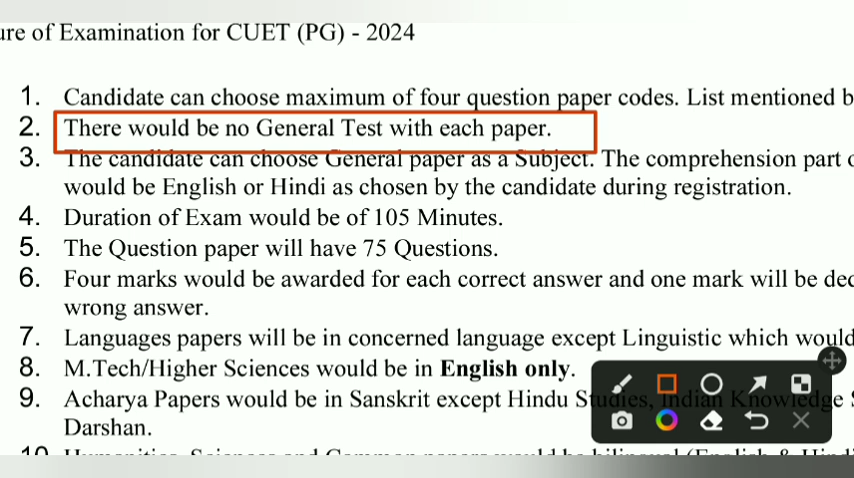 ure of Examination for CUET (PG) - 2024
1. Candidate can choose maximum of four question paper codes. List mentioned b
2. There would be no General Test with each paper.
3. The candidate can choose General paper as a Subject. The comprehension part o
would be English or Hindi as chosen by the candidate during registration.
4. Duration of Exam would be of 105 Minutes.
5. The Question paper will have 75 Questions.
6. Four marks would be awarded for each correct answer and one mark will be ded
wrong answer.
7. Languages papers will be in concerned language except Linguistic which would
8. M.Tech/Higher Sciences would be in English only.
9. Acharya Papers would be in Sanskrit except Hindu Studies, Indian Knowledge S
Darshan.